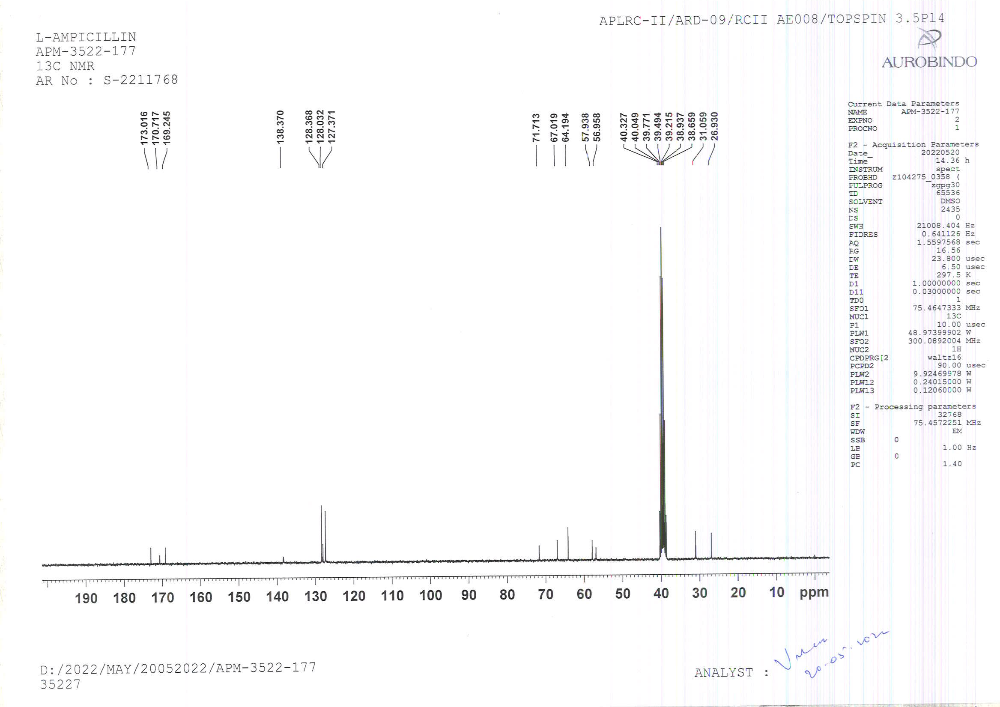 APLRC-II/ARD-09/RCII AE008/TOPSPIN 3.5Pl4
L-AMPICILLIN
APM-3522-177
13C NMR
AR No : S-2211768
AUROBINDO
173.016
170.717
169.245
138.370
128.368
128.032
127.371
71.713
67.019
64.194
57.938
56.958
40.327
40.049
39.771
39.494
39.215
38.937
38.659
31.059
26.930
Current Data Parameters
NAME APM-3522-177
EXPNO 2
PROCNO 1
F2 - Acquisition Parameters
Date_ 20220520
Time 14.36 h
INSTRUM spect
PROBHD Z104275_0358 (
PULPROG zgpg30
TD 65536
SOLVENT DMSO
NS 2435
DS 0
SWH 21008.404 Hz
FIDRES 0.641126 Hz
AQ 1.5597568 sec
RG 16.56
DW 23.800 usec
DE 6.50 usec
TE 297.5 K
D1 1.00000000 sec
D11 0.03000000 sec
TD0 1
SFO1 75.4647333 MHz
NUC1 13C
P1 10.00 usec
PLW1 48.97399902 W
SFO2 300.0892004 MHz
NUC2 1H
CPDPRG[2 waltz16
PCPD2 90.00 usec
PLW2 9.92469978 W
PLW12 0.24015000 W
PLW13 0.12060000 W
F2 - Processing parameters
SI 32768
SF 75.4572251 MHz
WDW EM
SSB 0
LB 1.00 Hz
GB 0
PC 1.40
190 180 170 160 150 140 130 120 110 100 90 80 70 60 50 40 30 20 10 ppm
D:/2022/MAY/20052022/APM-3522-177
35227
ANALYST :
20.05.2022